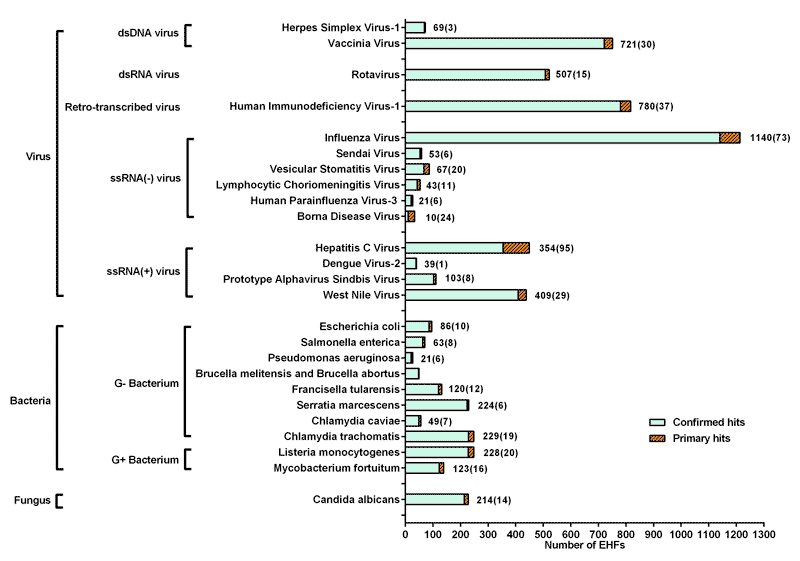 dsDNA virus
Herpes Simplex Virus-1 69(3)
Vaccinia Virus 721(30)
dsRNA virus Rotavirus 507(15)
Retro-transcribed virus Human Immunodeficiency Virus-1 780(37)
Virus
ssRNA(-) virus
Influenza Virus 1140(73)
Sendai Virus 53(6)
Vesicular Stomatitis Virus 67(20)
Lymphocytic Choriomeningitis Virus 43(11)
Human Parainfluenza Virus-3 21(6)
Borna Disease Virus 10(24)
ssRNA(+) virus
Hepatitis C Virus 354(95)
Dengue Virus-2 39(1)
Prototype Alphavirus Sindbis Virus 103(8)
West Nile Virus 409(29)
Bacteria
G- Bacterium
Escherichia coli 86(10)
Salmonella enterica 63(8)
Pseudomonas aeruginosa 21(6)
Brucella melitensis and Brucella abortus
Francisella tularensis 120(12)
Serratia marcescens 224(6)
Chlamydia caviae 49(7)
Chlamydia trachomatis 229(19)
G+ Bacterium
Listeria monocytogenes 228(20)
Mycobacterium fortuitum 123(16)
Fungus Candida albicans 214(14)
Confirmed hits
Primary hits
0 100 200 300 400 500 600 700 800 900 1000 1100 1200 1300
Number of EHFs